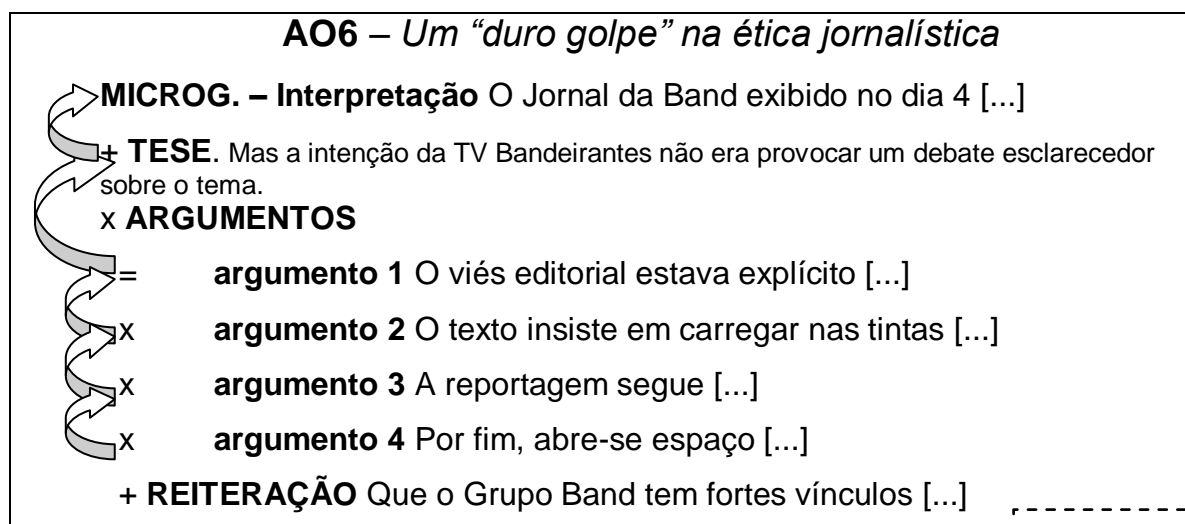 AO6 – Um “duro golpe” na ética jornalística
MICROG. – Interpretação O Jornal da Band exibido no dia 4 [...]
+ TESE. Mas a intenção da TV Bandeirantes não era provocar um debate esclarecedor
sobre o tema.
x ARGUMENTOS
= argumento 1 O viés editorial estava explícito [...]
x argumento 2 O texto insiste em carregar nas tintas [...]
x argumento 3 A reportagem segue [...]
x argumento 4 Por fim, abre-se espaço [...]
+ REITERAÇÃO Que o Grupo Band tem fortes vínculos [...]